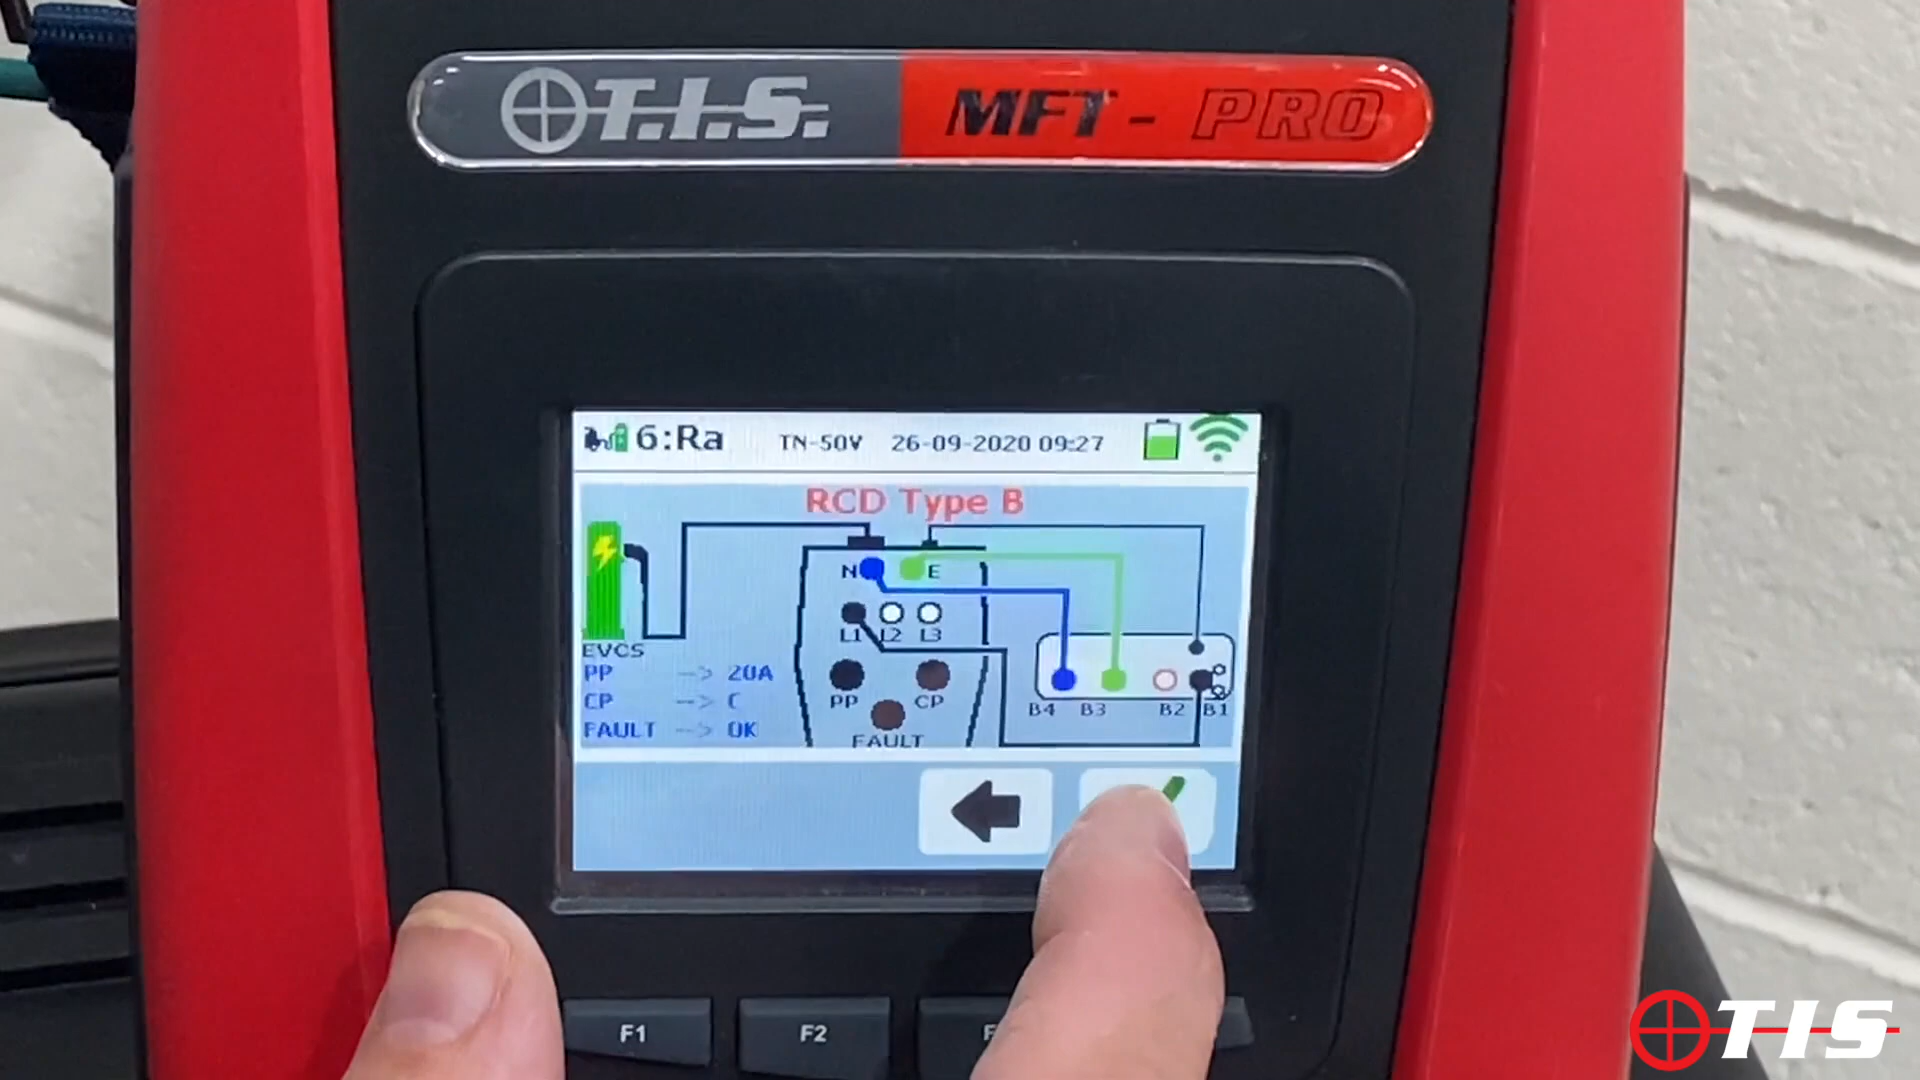 T.I.S. MFT - PRO
6:Ra TN-50V 26-09-2020 09:27
RCD Type B
N E
L1 L2 L3
EVCS
PP --> 20A
CP --> C
FAULT --> OK
PP CP
FAULT
B4 B3 B2 B1
F1 F2
TIS